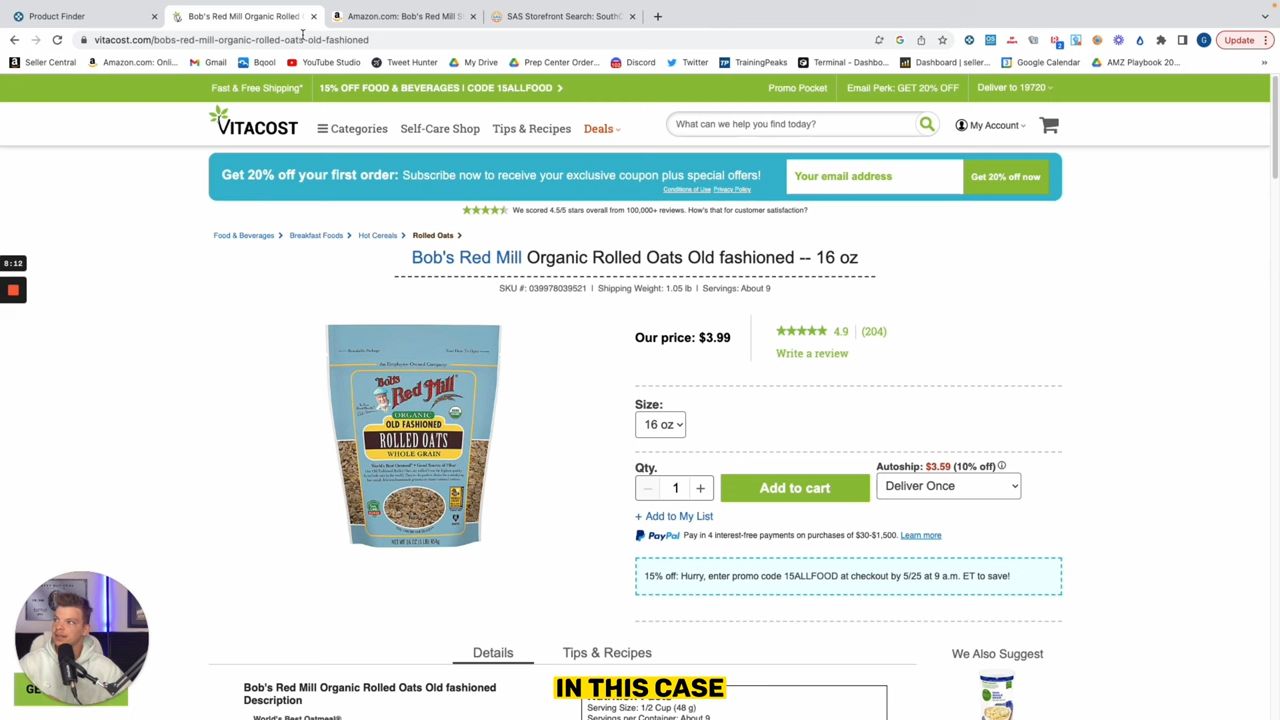 Product Finder
Bob's Red Mill Organic Rolled
Amazon.com: Bob's Red Mill S
SAS Storefront Search: SouthC
vitacost.com/bobs-red-mill-organic-rolled-oats-old-fashioned
Update
Seller Central
Amazon.com: Onli...
Gmail
Bqool
YouTube Studio
Tweet Hunter
My Drive
Prep Center Order...
Discord
Twitter
TrainingPeaks
Terminal - Dashbo...
Dashboard | seller...
Google Calendar
AMZ Playbook 20...
Fast & Free Shipping*
15% OFF FOOD & BEVERAGES | CODE 15ALLFOOD
Promo Pocket
Email Perk: GET 20% OFF
Deliver to 19720
VITACOST
Categories
Self-Care Shop
Tips & Recipes
Deals
What can we help you find today?
My Account
Get 20% off your first order: Subscribe now to receive your exclusive coupon plus special offers!
Conditions of Use Privacy Policy
Your email address
Get 20% off now
We scored 4.5/5 stars overall from 100,000+ reviews. How's that for customer satisfaction?
8:12
Food & Beverages > Breakfast Foods > Hot Cereals > Rolled Oats >
Bob's Red Mill Organic Rolled Oats Old fashioned -- 16 oz
SKU #: 039978039521 | Shipping Weight: 1.05 lb | Servings: About 9
Bob's
Red Mill
ORGANIC
OLD FASHIONED
ROLLED OATS
WHOLE GRAIN
Our price: $3.99
4.9 (204)
Write a review
Size:
16 oz
Qty.
1
Add to cart
Autoship: $3.59 (10% off)
Deliver Once
+ Add to My List
PayPal Pay in 4 interest-free payments on purchases of $30-$1,500. Learn more
15% off: Hurry, enter promo code 15ALLFOOD at checkout by 5/25 at 9 a.m. ET to save!
Details
Tips & Recipes
We Also Suggest
Bob's Red Mill Organic Rolled Oats Old fashioned
Description
World's Best Oatmeal®
IN THIS CASE
Serving Size: 1/2 Cup (48 g)
Servings per Container: About 9